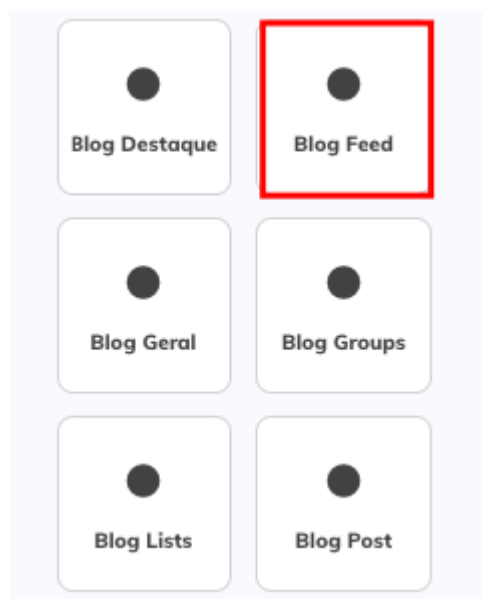 Blog Destaque
Blog Feed
Blog Geral
Blog Groups
Blog Lists
Blog Post